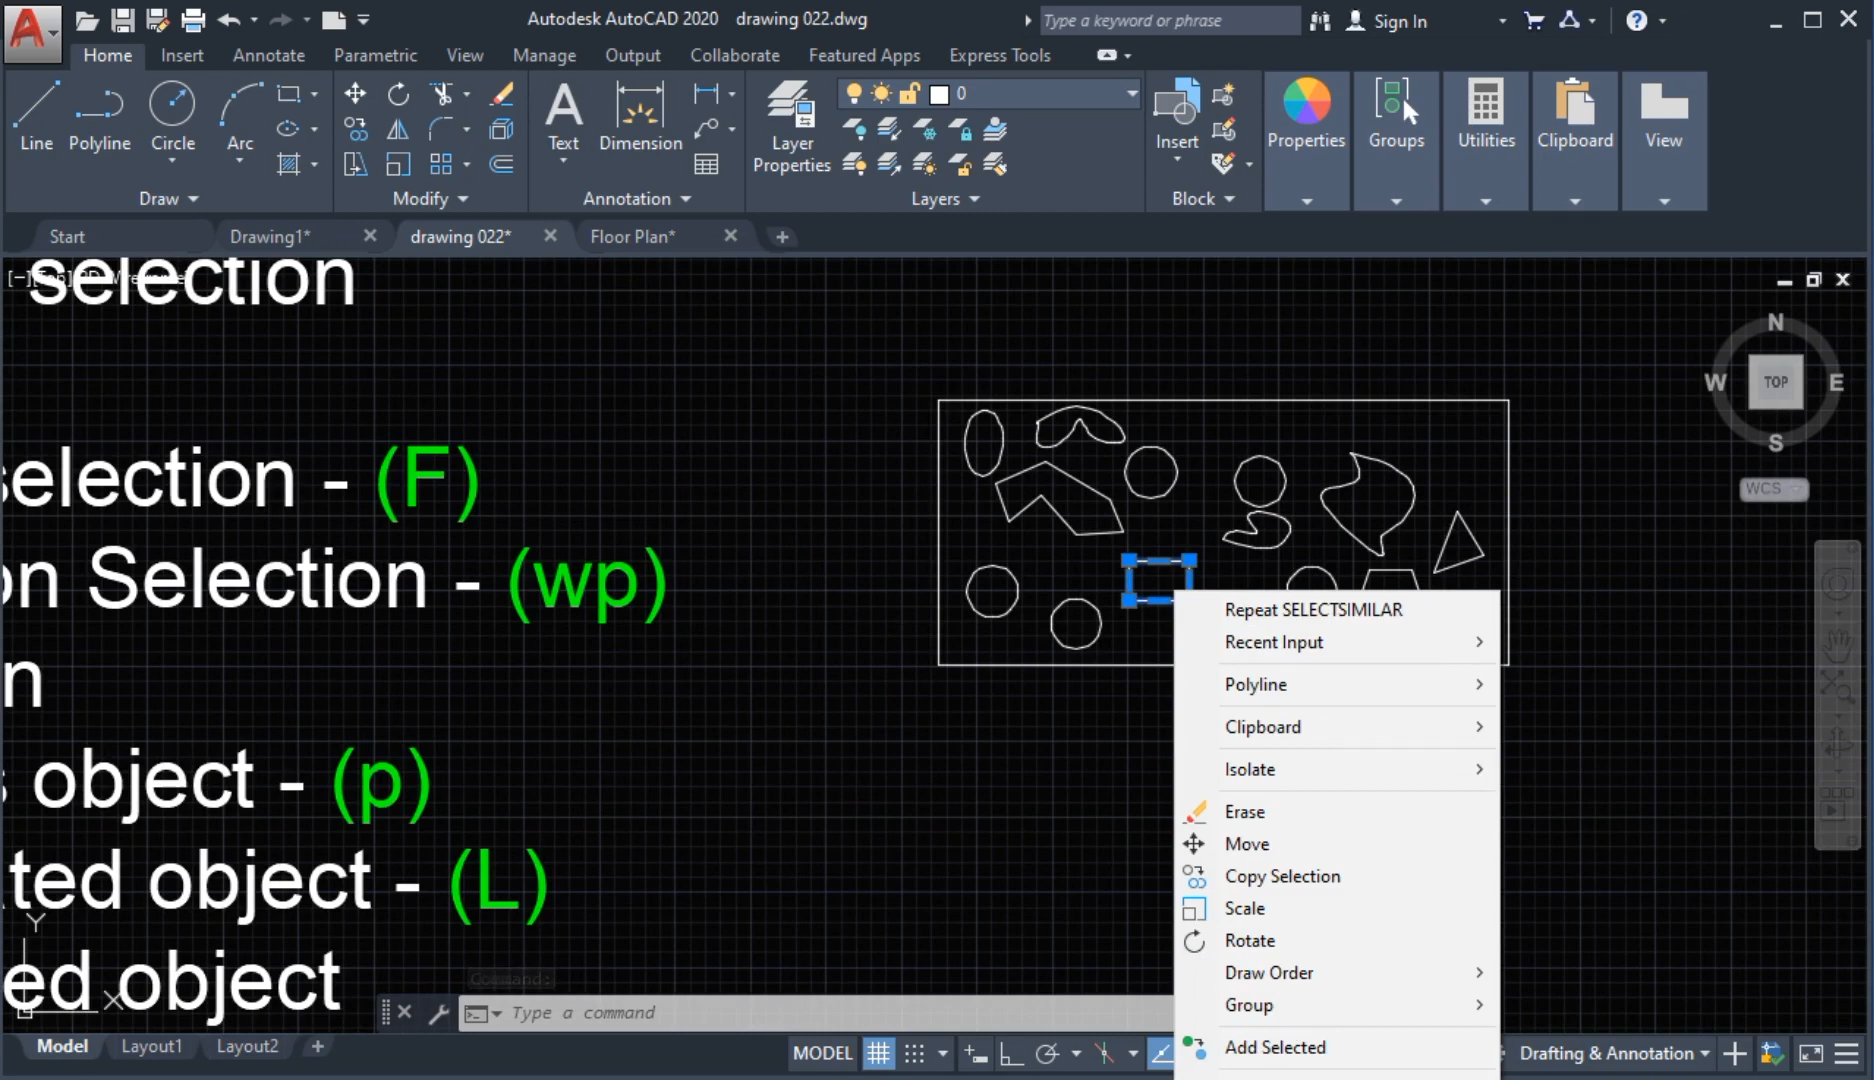 Autodesk AutoCAD 2020 drawing 022.dwg
Type a keyword or phrase
Sign In
Home Insert Annotate Parametric View Manage Output Collaborate Featured Apps Express Tools
Line Polyline Circle Arc
Text Dimension
Layer Properties
0
Insert
Properties Groups Utilities Clipboard View
Draw Modify Annotation Layers Block
Start Drawing1* drawing 022* Floor Plan*
selection
selection - (F)
on Selection - (wp)
n
s object - (p)
ted object - (L)
ed object
N
W TOP E
S
WCS
Y
X
Repeat SELECTSIMILAR
Recent Input
Polyline
Clipboard
Isolate
Erase
Move
Copy Selection
Scale
Rotate
Draw Order
Group
Add Selected
Command:
Type a command
Model Layout1 Layout2
MODEL
Drafting & Annotation